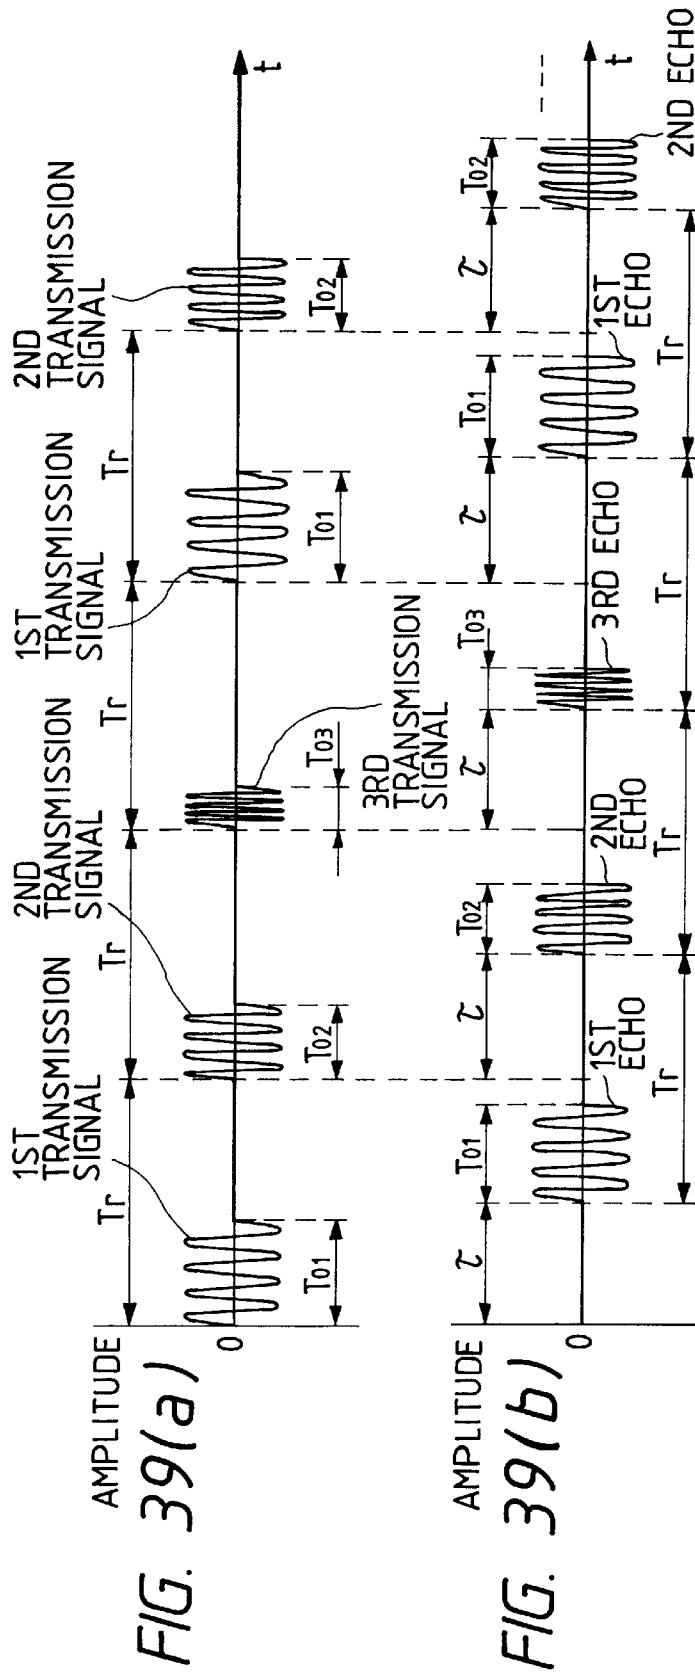 FIG. 39(a)
AMPLITUDE
0
t
1ST
TRANSMISSION
SIGNAL
2ND
TRANSMISSION
SIGNAL
3RD
TRANSMISSION
SIGNAL
1ST
TRANSMISSION
SIGNAL
2ND
TRANSMISSION
SIGNAL
Tr
Tr
Tr
Tr
T01
T02
T03
T01
T02
FIG. 39(b)
AMPLITUDE
0
t
τ
T01
τ
T02
τ
T03
τ
T01
τ
T02
1ST
ECHO
2ND
ECHO
3RD ECHO
1ST
ECHO
2ND ECHO
Tr
Tr
Tr
Tr